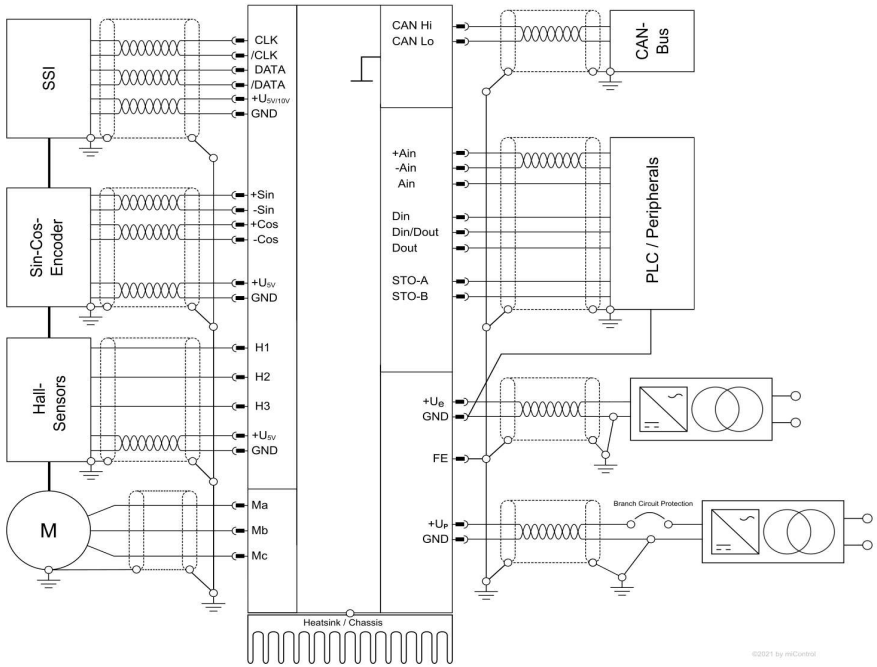 SSI
CLK
/CLK
DATA
/DATA
+U5V/10V
GND
Sin-Cos-
Encoder
+Sin
-Sin
+Cos
-Cos
+U5V
GND
Hall-
Sensors
H1
H2
H3
+U5V
GND
M
Ma
Mb
Mc
CAN Hi
CAN Lo
CAN-
Bus
+Ain
-Ain
Ain
Din
Din/Dout
Dout
STO-A
STO-B
PLC / Peripherals
+Ue
GND
FE
+UP
GND
Branch Circuit Protection
Heatsink / Chassis
©2021 by miControl